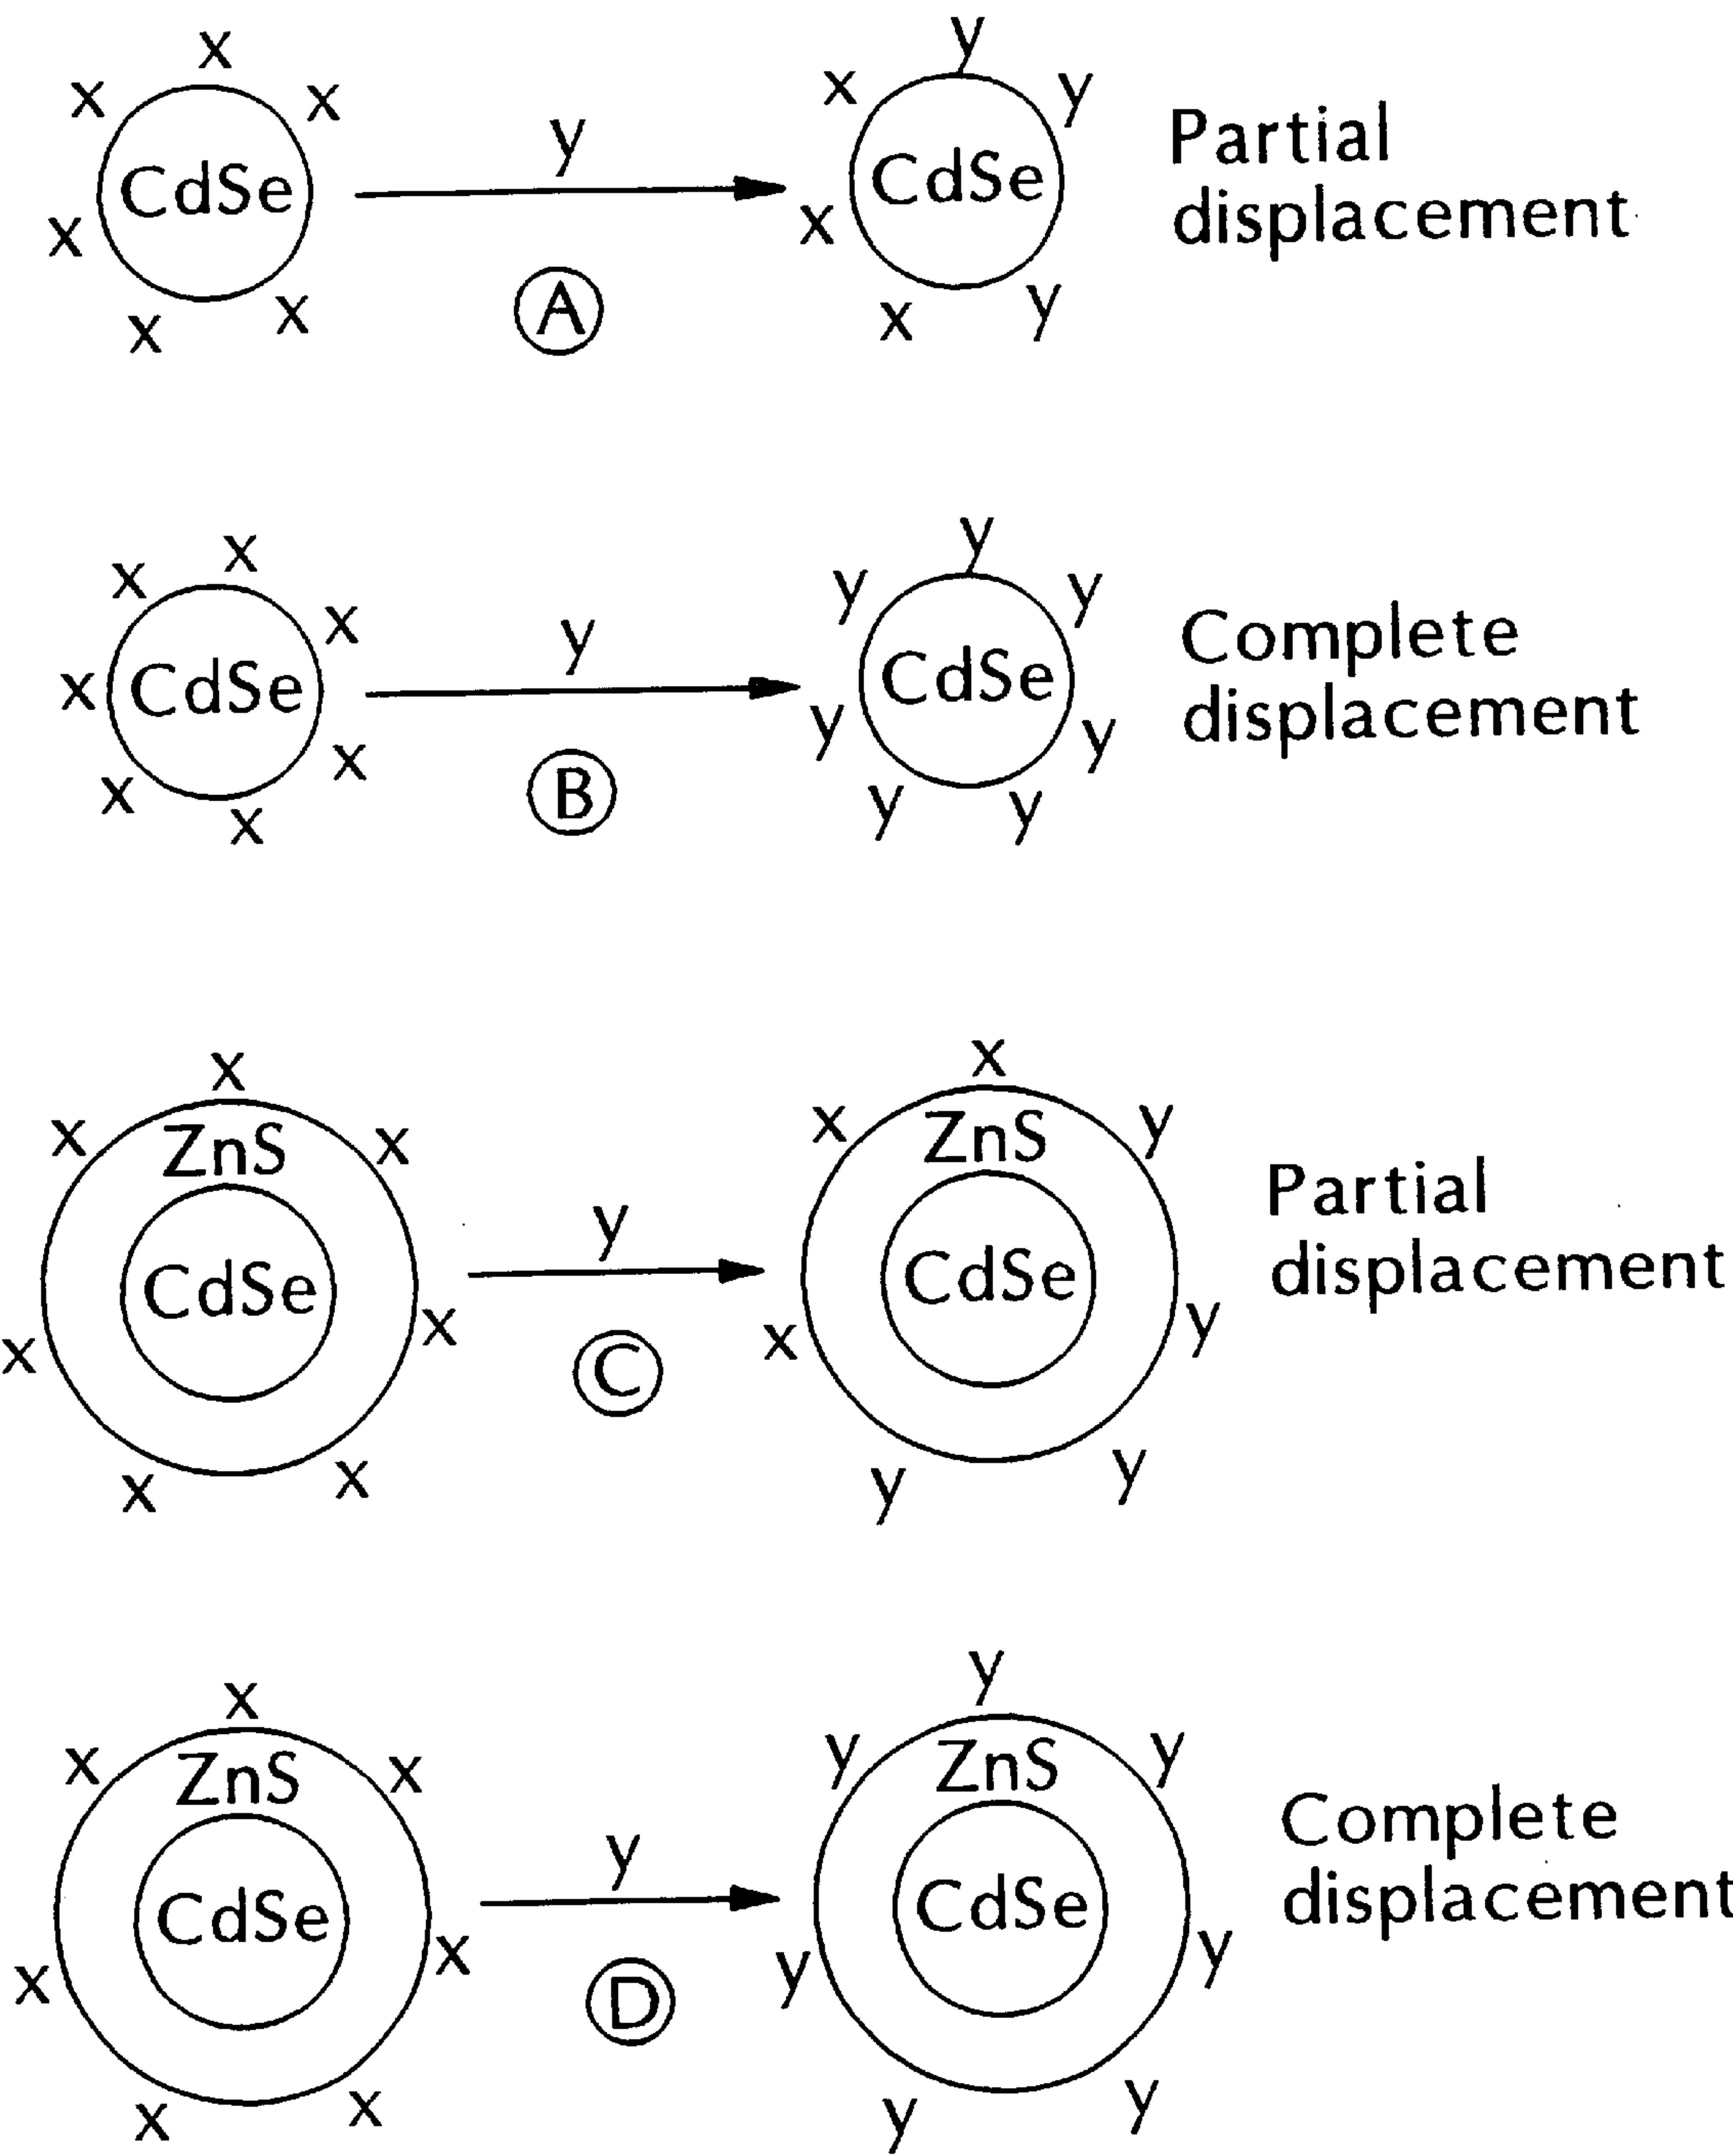 x y
x x x y
y Partial
CdSe CdSe
displacement
x x
x x x y
A
x y
x y y y
x y Complete
CdSe CdSe
x displacement
y y
x
x B y y
x
x x
x x x y
ZnS ZnS
y Partial
CdSe CdSe
displacement
x x x y
C
x x y y
x y
x x y y
ZnS ZnS
y Complete
CdSe CdSe
displacement
x x y y
D
x x y y